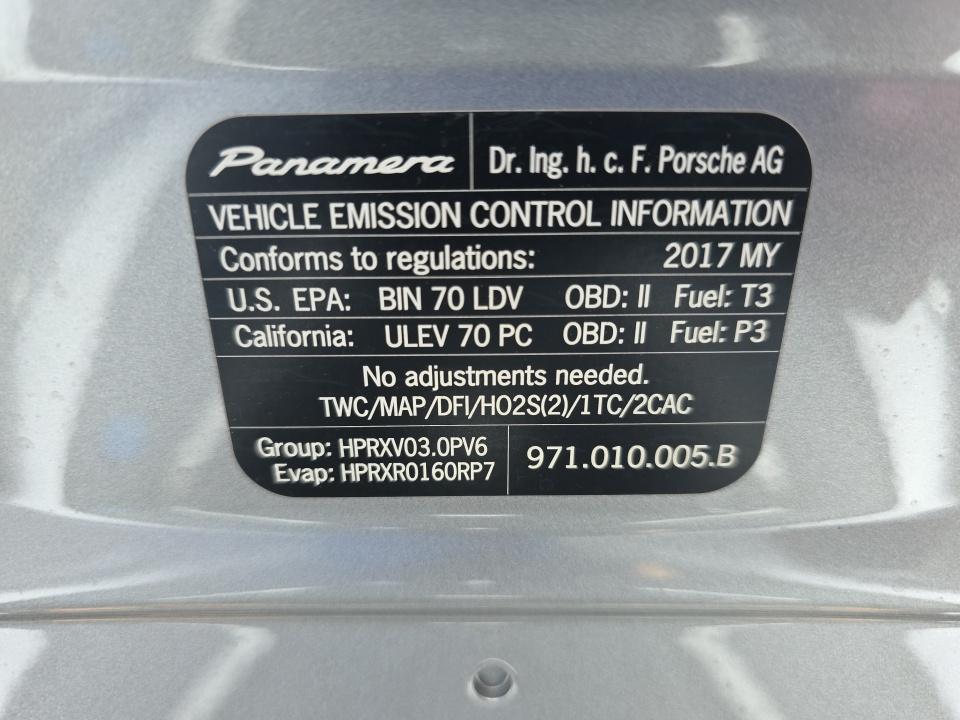 Panamera Dr. Ing. h. c. F. Porsche AG
VEHICLE EMISSION CONTROL INFORMATION
Conforms to regulations: 2017 MY
U.S. EPA: BIN 70 LDV OBD: II Fuel: T3
California: ULEV 70 PC OBD: II Fuel: P3
No adjustments needed.
TWC/MAP/DFI/HO2S(2)/1TC/2CAC
Group: HPRXV03.0PV6
Evap: HPRXR0160RP7
971.010.005.B